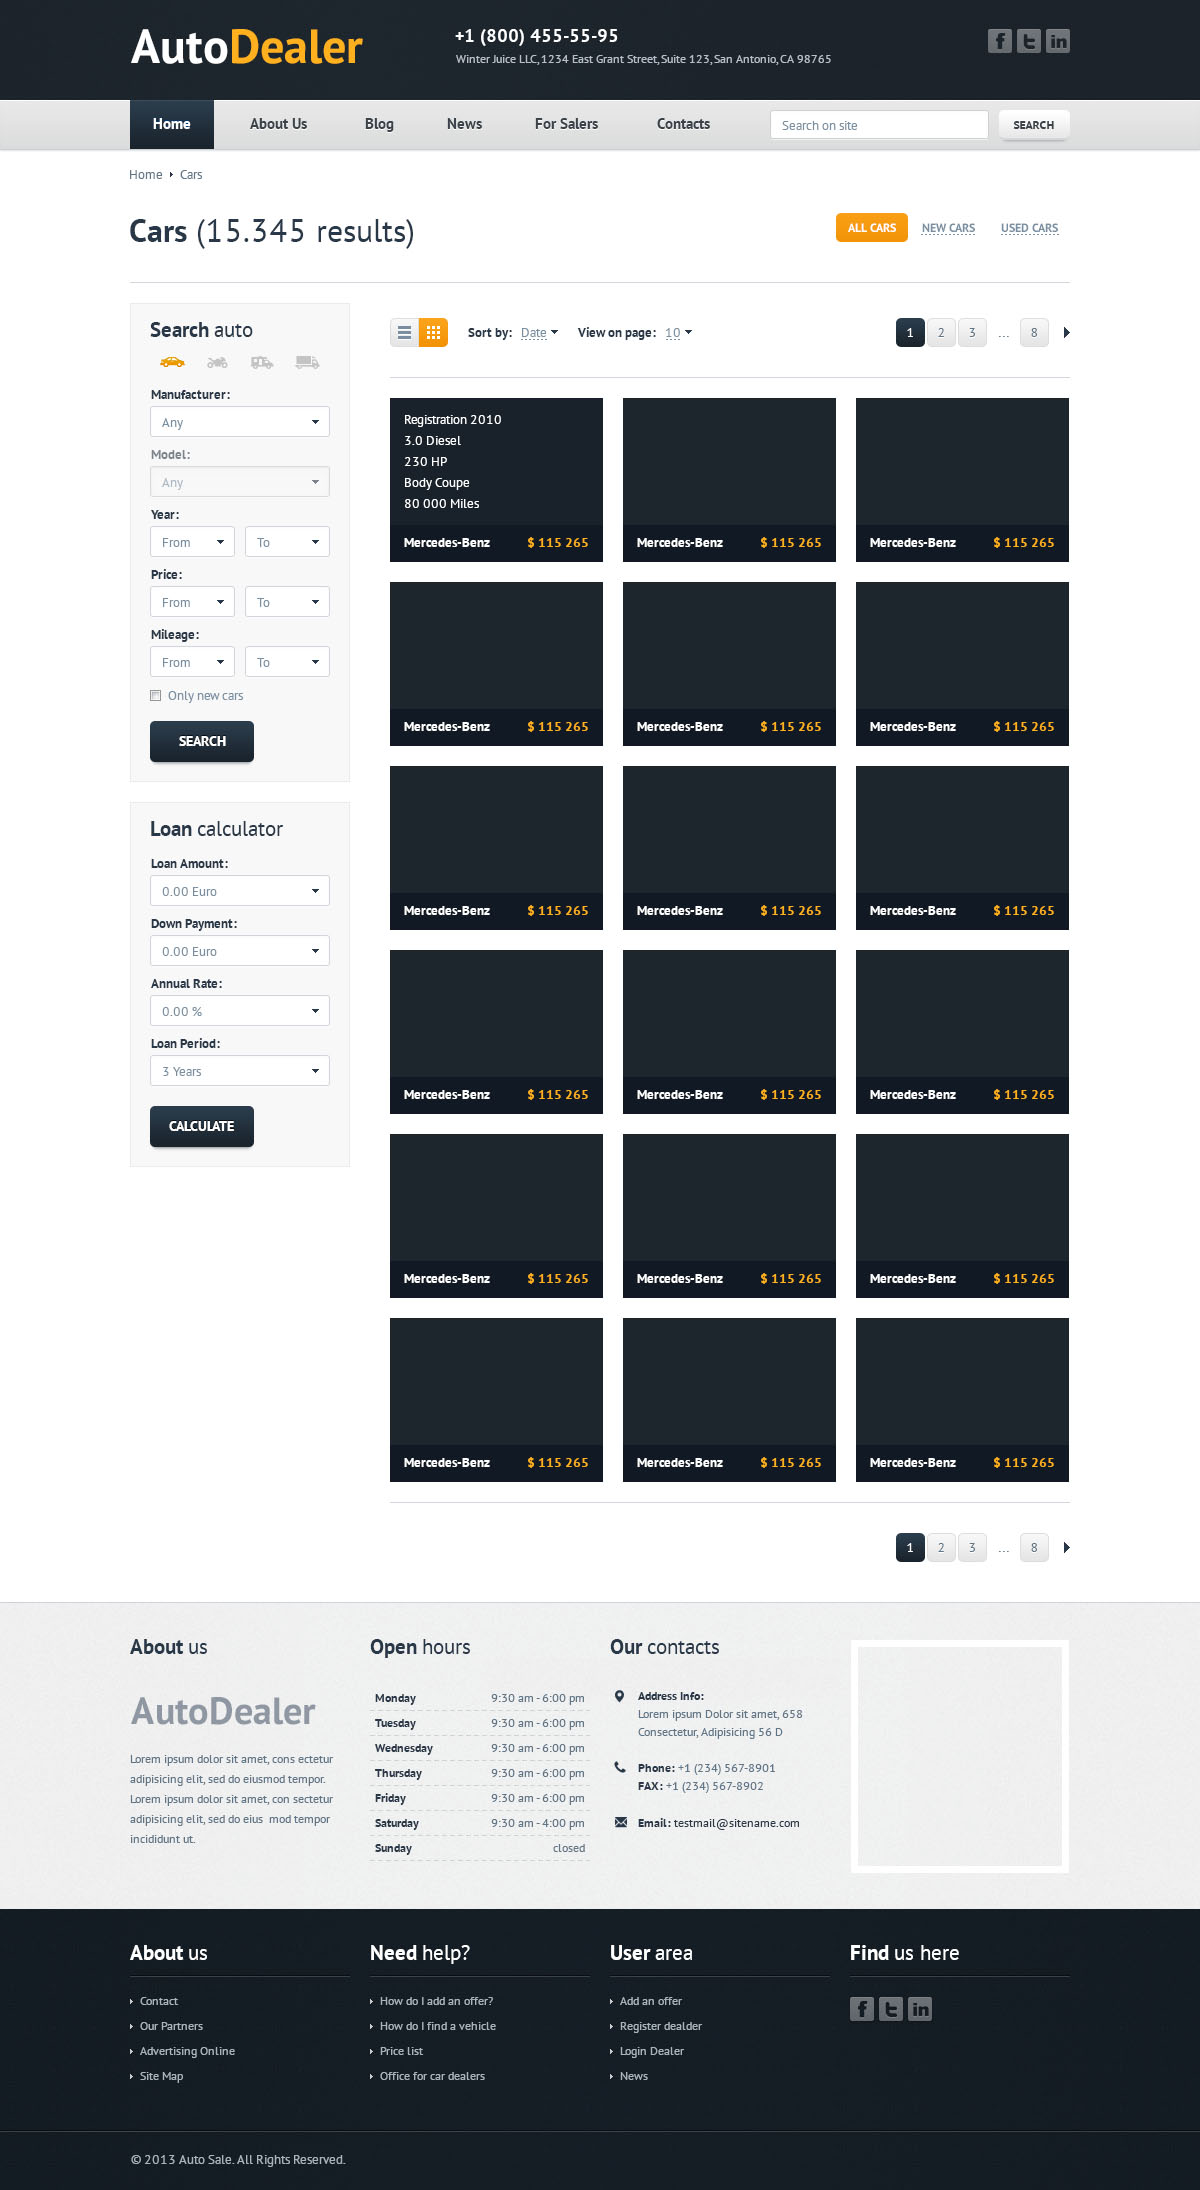 AutoDealer
+1 (800) 455-55-95
Winter Juice LLC, 1234 East Grant Street, Suite 123, San Antonio, CA 98765
Home About Us Blog News For Salers Contacts Search on site SEARCH
Home Cars
Cars (15.345 results)
ALL CARS NEW CARS USED CARS
Search auto
Manufacturer:
Any
Model:
Any
Year:
From To
Price:
From To
Mileage:
From To
Only new cars
SEARCH
Loan calculator
Loan Amount:
0.00 Euro
Down Payment:
0.00 Euro
Annual Rate:
0.00 %
Loan Period:
3 Years
CALCULATE
Sort by: Date View on page: 10 1 2 3 ... 8
Registration 2010
3.0 Diesel
230 HP
Body Coupe
80 000 Miles
Mercedes-Benz $ 115 265 Mercedes-Benz $ 115 265 Mercedes-Benz $ 115 265
Mercedes-Benz $ 115 265 Mercedes-Benz $ 115 265 Mercedes-Benz $ 115 265
Mercedes-Benz $ 115 265 Mercedes-Benz $ 115 265 Mercedes-Benz $ 115 265
Mercedes-Benz $ 115 265 Mercedes-Benz $ 115 265 Mercedes-Benz $ 115 265
Mercedes-Benz $ 115 265 Mercedes-Benz $ 115 265 Mercedes-Benz $ 115 265
Mercedes-Benz $ 115 265 Mercedes-Benz $ 115 265 Mercedes-Benz $ 115 265
1 2 3 ... 8
About us
AutoDealer
Lorem ipsum dolor sit amet, cons ectetur
adipisicing elit, sed do eiusmod tempor.
Lorem ipsum dolor sit amet, con sectetur
adipisicing elit, sed do eius mod tempor
incididunt ut.
Open hours
Monday 9:30 am - 6:00 pm
Tuesday 9:30 am - 6:00 pm
Wednesday 9:30 am - 6:00 pm
Thursday 9:30 am - 6:00 pm
Friday 9:30 am - 6:00 pm
Saturday 9:30 am - 4:00 pm
Sunday closed
Our contacts
Address Info:
Lorem ipsum Dolor sit amet, 658
Consectetur, Adipisicing 56 D
Phone: +1 (234) 567-8901
FAX: +1 (234) 567-8902
Email: testmail@sitename.com
About us
Contact
Our Partners
Advertising Online
Site Map
Need help?
How do I add an offer?
How do I find a vehicle
Price list
Office for car dealers
User area
Add an offer
Register dealder
Login Dealer
News
Find us here
© 2013 Auto Sale. All Rights Reserved.